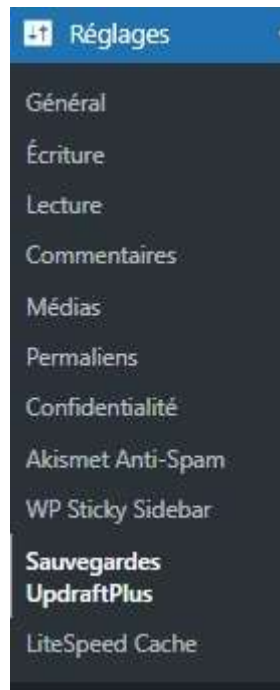 Réglages
Général
Écriture
Lecture
Commentaires
Médias
Permaliens
Confidentialité
Akismet Anti-Spam
WP Sticky Sidebar
Sauvegardes
UpdraftPlus
LiteSpeed Cache